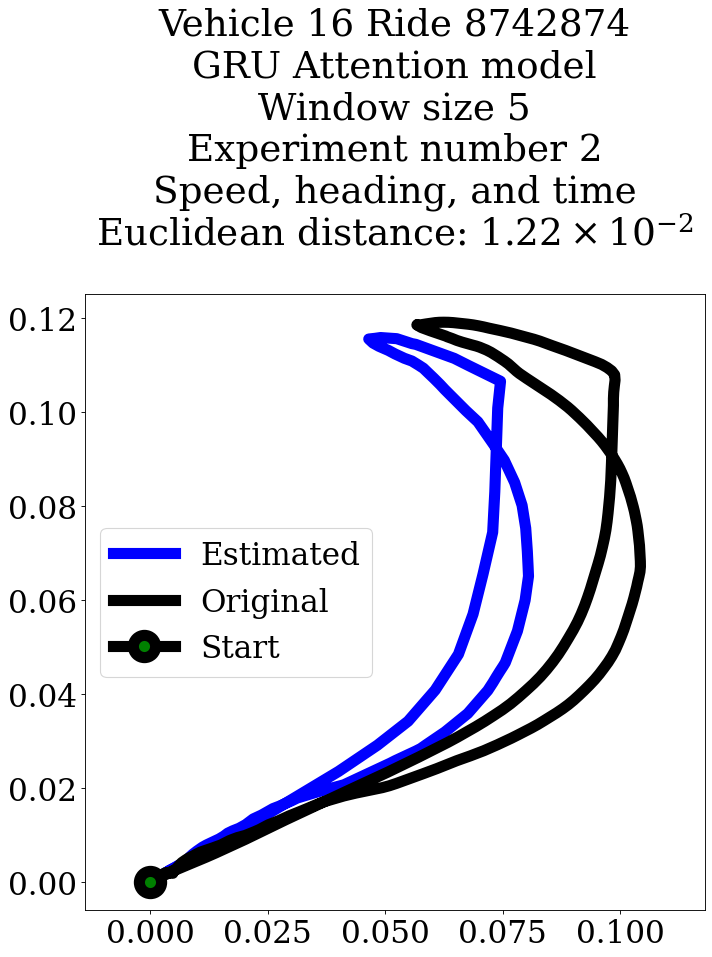 Vehicle 16 Ride 8742874
GRU Attention model
Window size 5
Experiment number 2
Speed, heading, and time
Euclidean distance: 1.22 × 10⁻²
0.12
0.10
0.08
0.06
0.04
0.02
0.00
Estimated
Original
Start
0.000 0.025 0.050 0.075 0.100